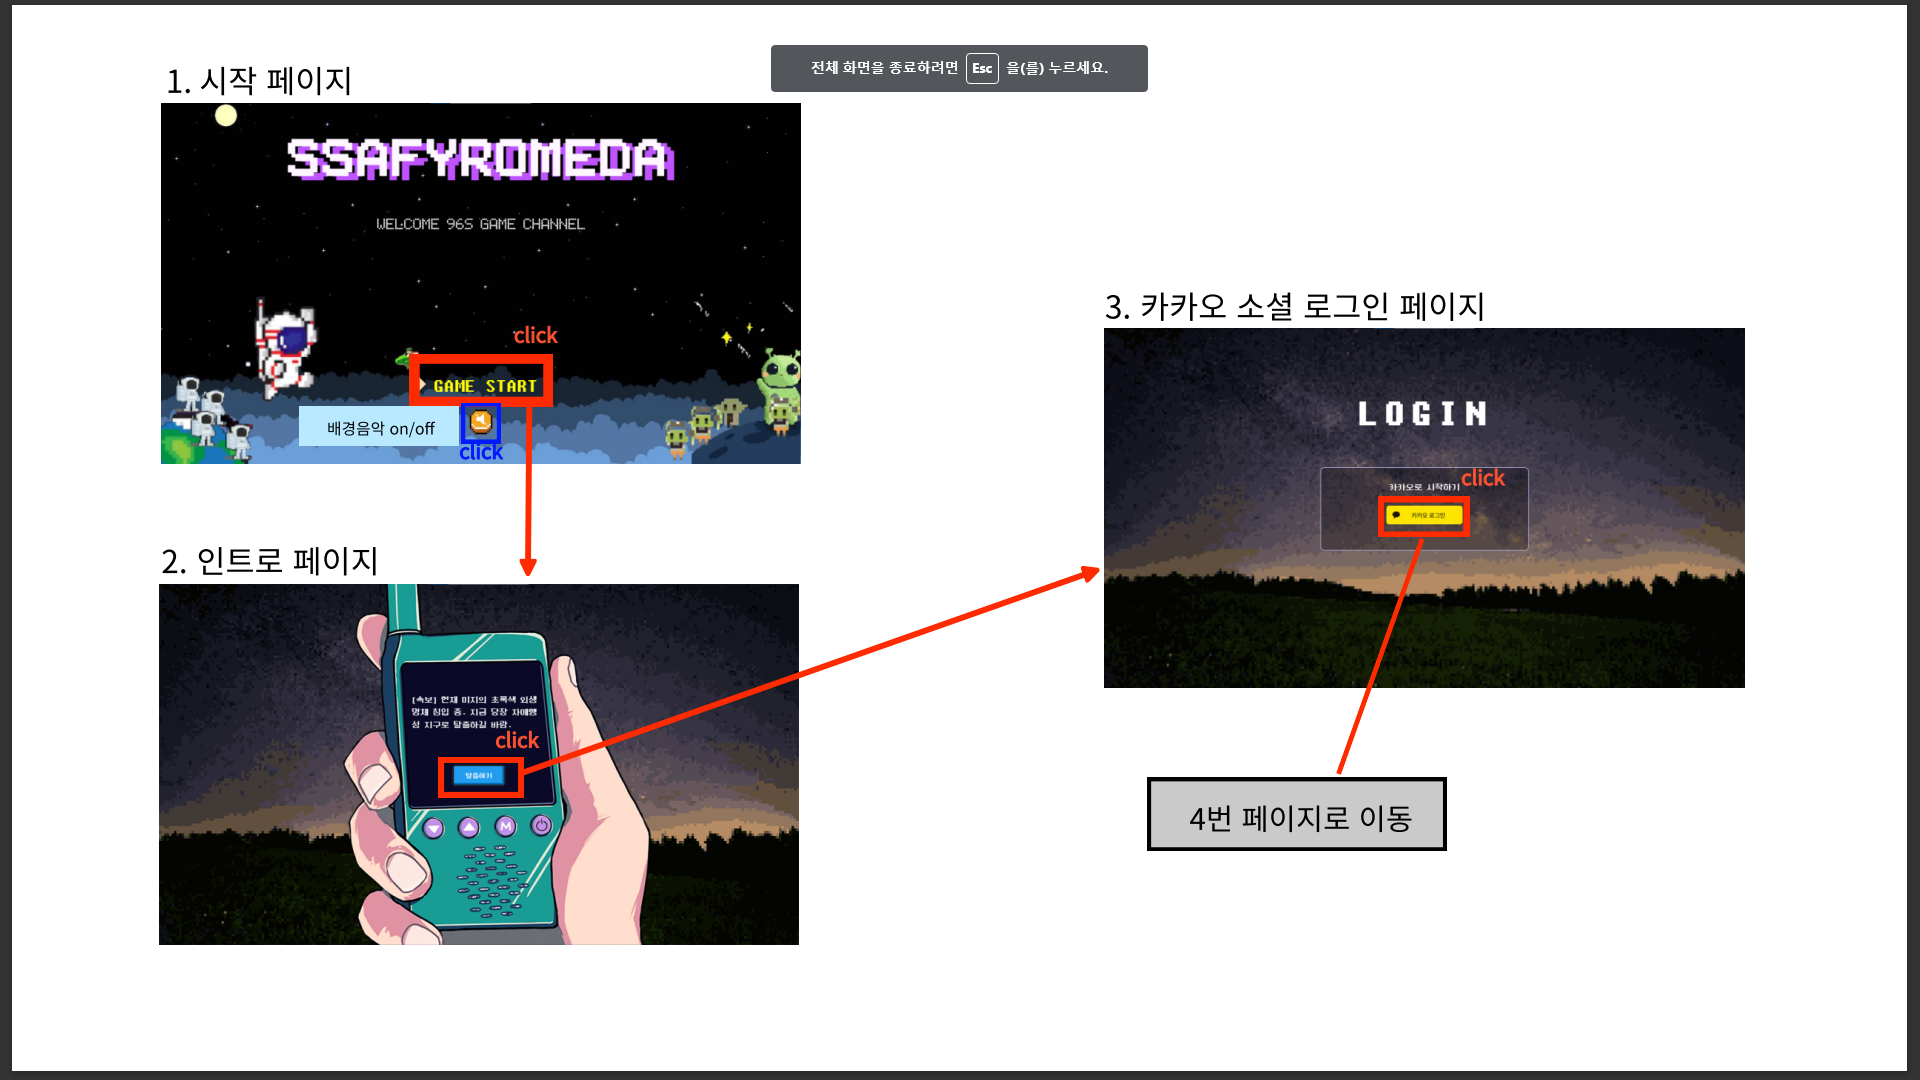 전체 화면을 종료하려면 Esc 을(를) 누르세요.
1. 시작 페이지
SSAFYROMEDA
WELCOME 96S GAME CHANNEL
click
GAME START
배경음악 on/off
click
2. 인트로 페이지
[속보] 현재 미지의 초록색 외생
명체 침입 중. 지금 당장 자매행
성 지구로 탈출하길 바람.
click
탈출하기
M
3. 카카오 소셜 로그인 페이지
LOGIN
카카오로 시작하기
click
카카오 로그인
4번 페이지로 이동